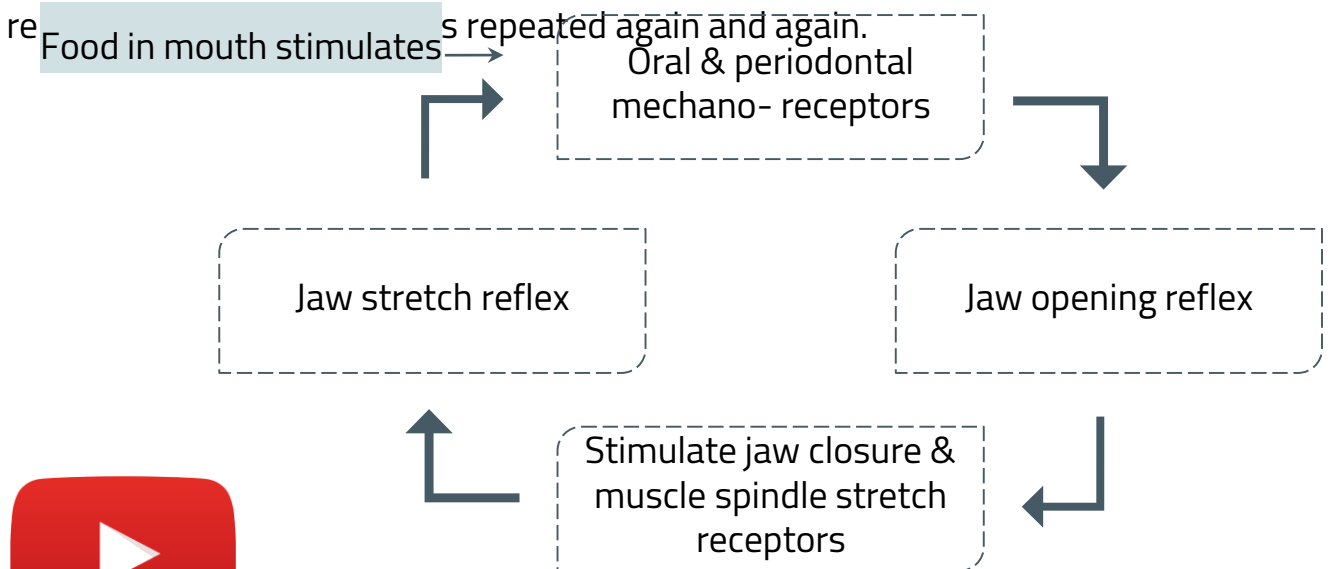 re
Food in mouth stimulates
s repeated again and again.
Oral & periodontal
mechano- receptors
Jaw stretch reflex
Jaw opening reflex
Stimulate jaw closure &
muscle spindle stretch
receptors